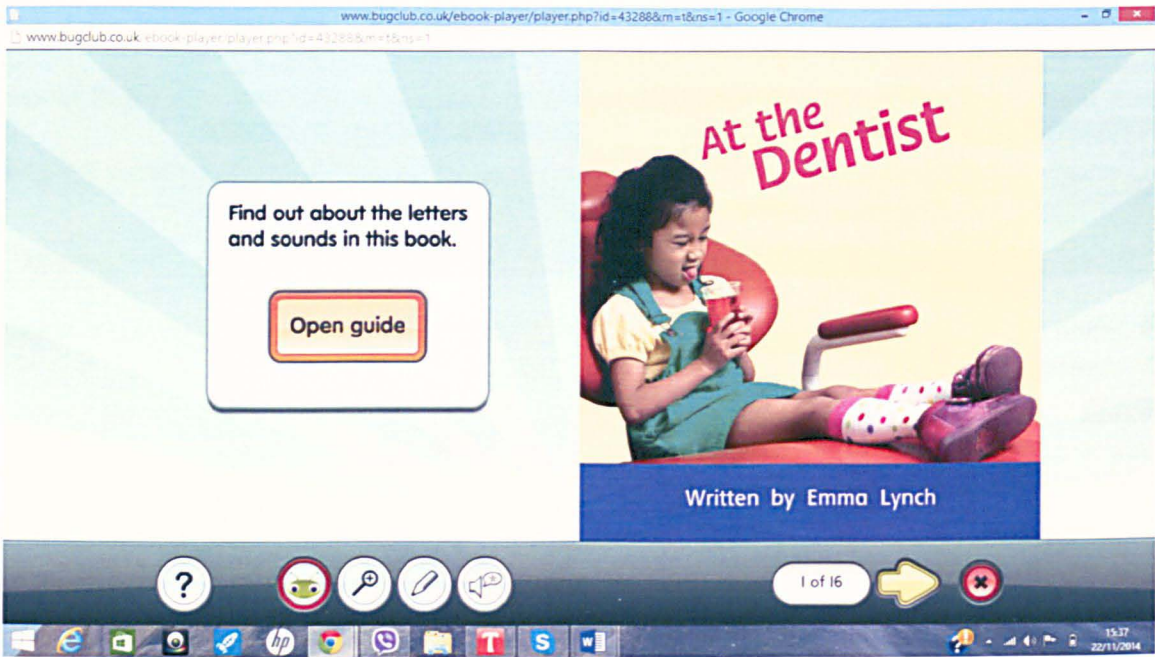 www.bugclub.co.uk/ebook-player/player.php?id=43288&m=t&ns=1 - Google Chrome
www.bugclub.co.uk/ebook-player/player.php?id=43288&m=t&ns=1
At the
Dentist
Find out about the letters
and sounds in this book.
Open guide
Written by Emma Lynch
?
1 of 16
hp
T
S
W
15:37
22/11/2014